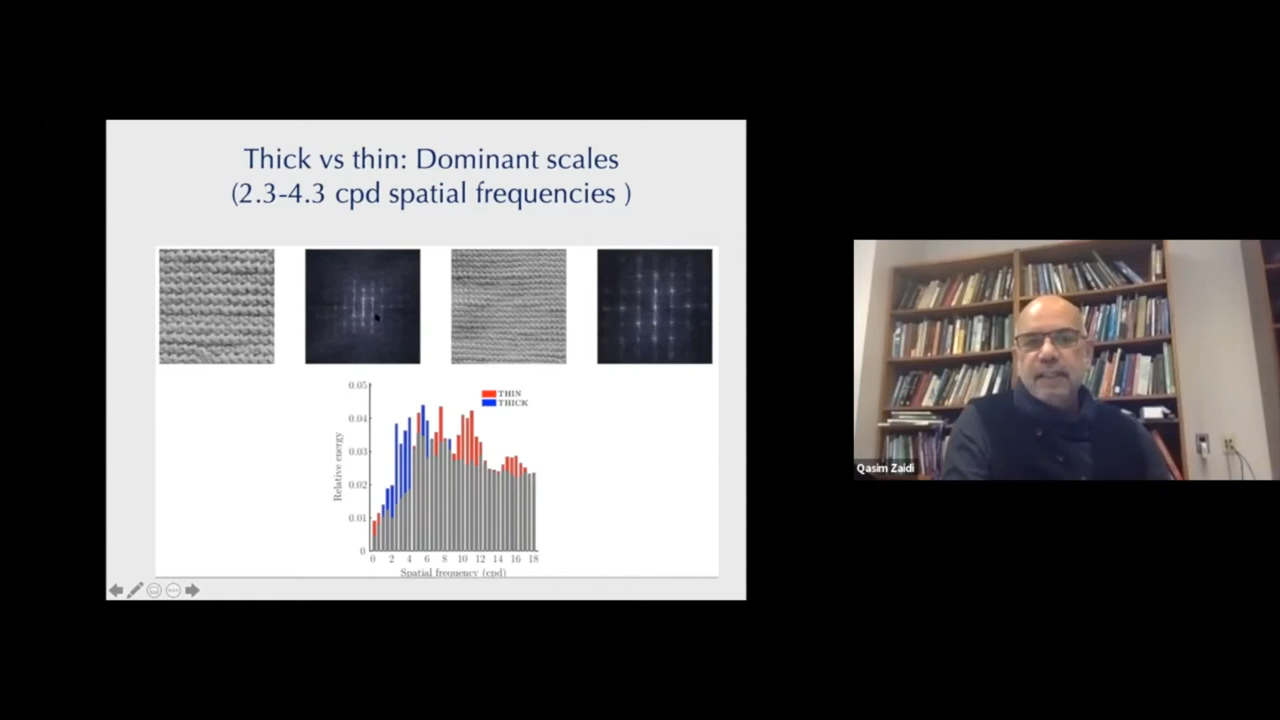 Thick vs thin: Dominant scales
(2.3-4.3 cpd spatial frequencies )
0.05
0.04
0.03
0.02
0.01
0
Relative energy
THIN
THICK
0 2 4 6 8 10 12 14 16 18
Spatial frequency (cpd)
Qasim Zaidi